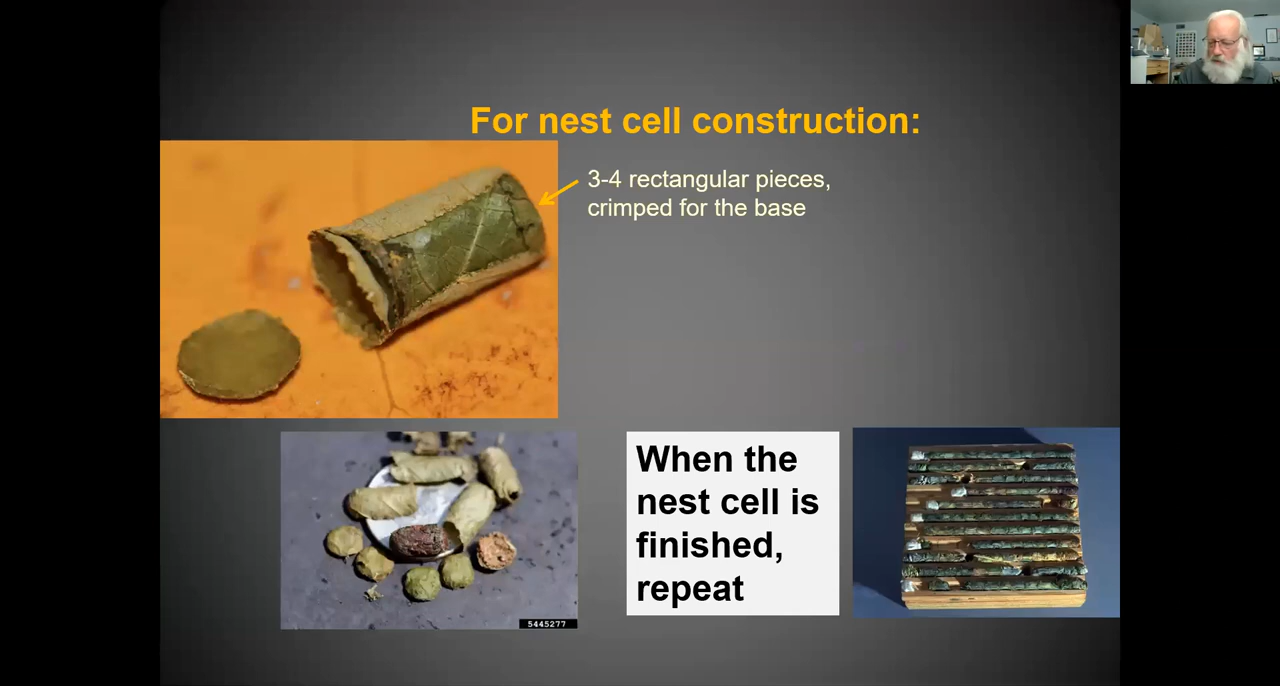 For nest cell construction:
3-4 rectangular pieces,
crimped for the base
When the
nest cell is
finished,
repeat
5445277